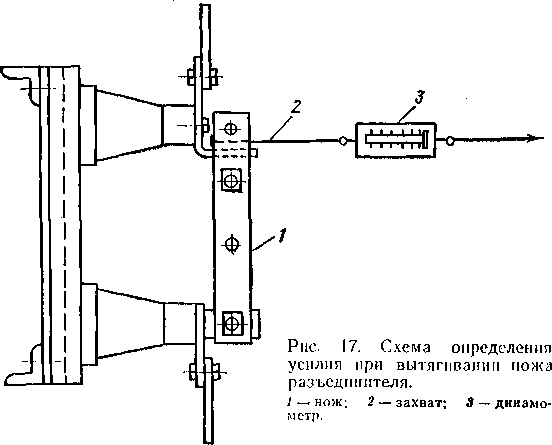 2
3
1
Рис. 17. Схема определения
усилия при вытягивании ножа
разъединителя.
1 — нож; 2 — захват; 3 — динамо-
метр.